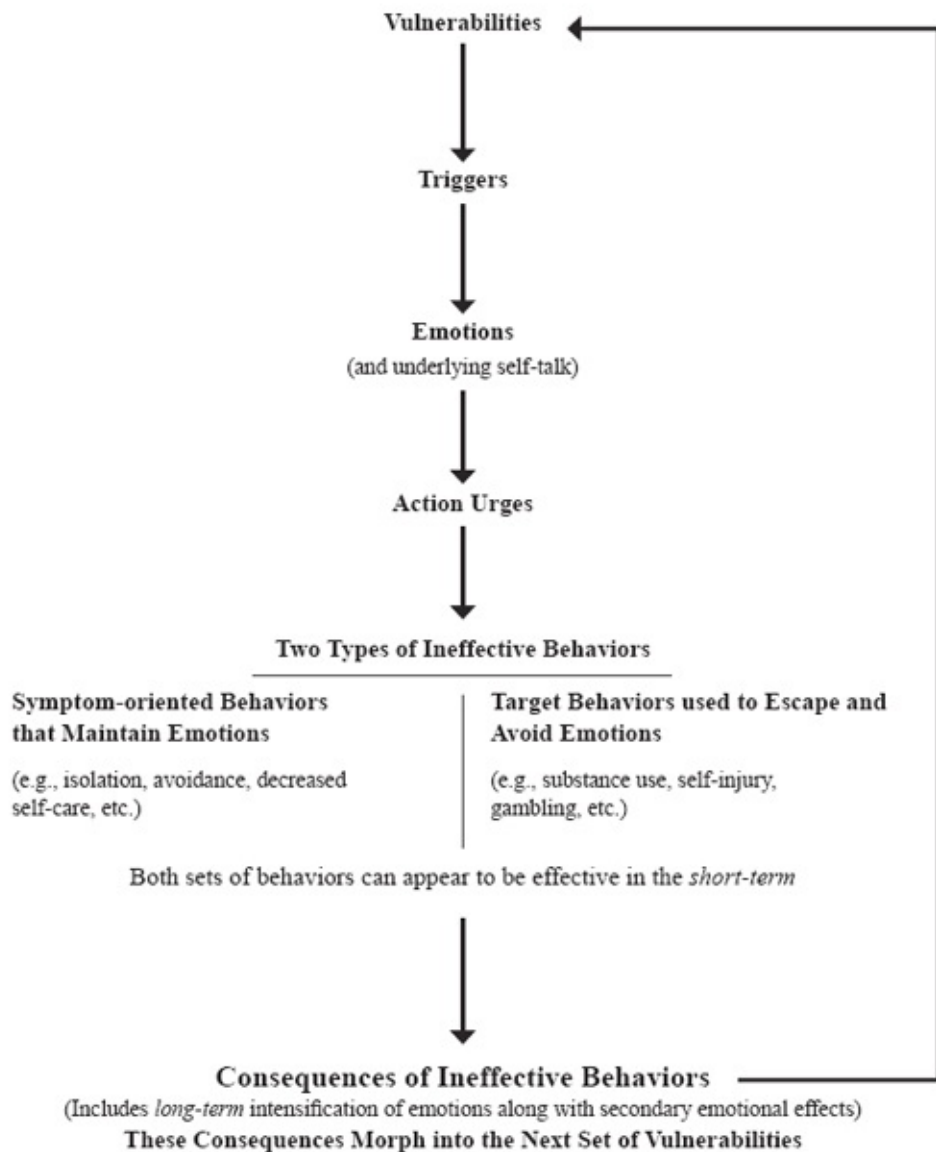 Vulnerabilities
Triggers
Emotions
(and underlying self-talk)
Action Urges
Two Types of Ineffective Behaviors
Symptom-oriented Behaviors
that Maintain Emotions
(e.g., isolation, avoidance, decreased
self-care, etc.)
Target Behaviors used to Escape and
Avoid Emotions
(e.g., substance use, self-injury,
gambling, etc.)
Both sets of behaviors can appear to be effective in the short-term
Consequences of Ineffective Behaviors
(Includes long-term intensification of emotions along with secondary emotional effects)
These Consequences Morph into the Next Set of Vulnerabilities